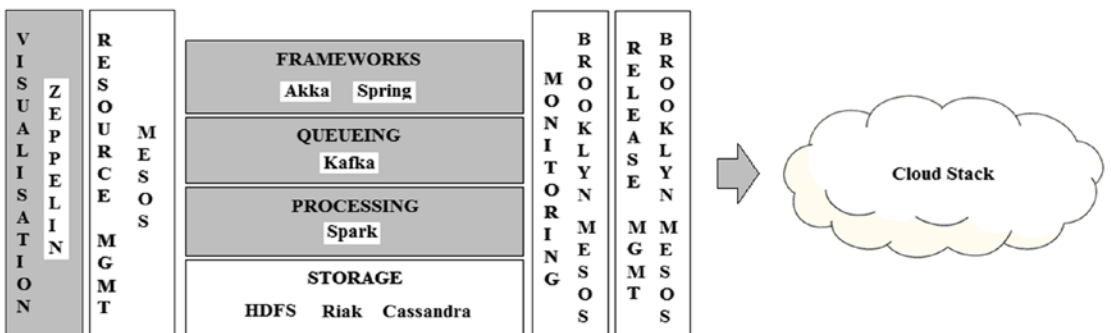 VISUALISATION
ZEPPELIN
RESOURCE MGMT
MESOS
FRAMEWORKS
Akka Spring
QUEUEING
Kafka
PROCESSING
Spark
STORAGE
HDFS Riak Cassandra
MONITORING
BROOKLYN MESOS
RELEASE MGMT
BROOKLYN MESOS
Cloud Stack